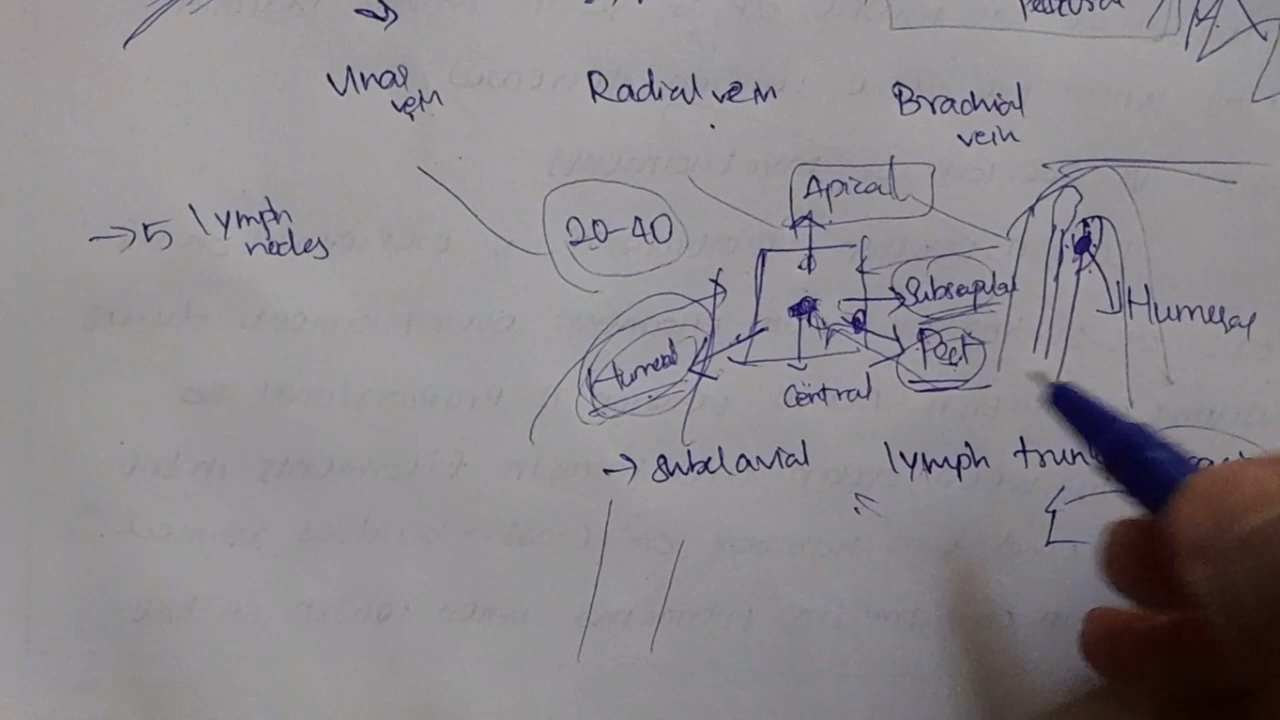 Ulnar
vein
Radial vein
Brachial
vein
Apical
→ 5 lymph
nodes
20-40
Subscapular
Humeral
Humeral
Pect
Central
→ subclavial lymph trunk